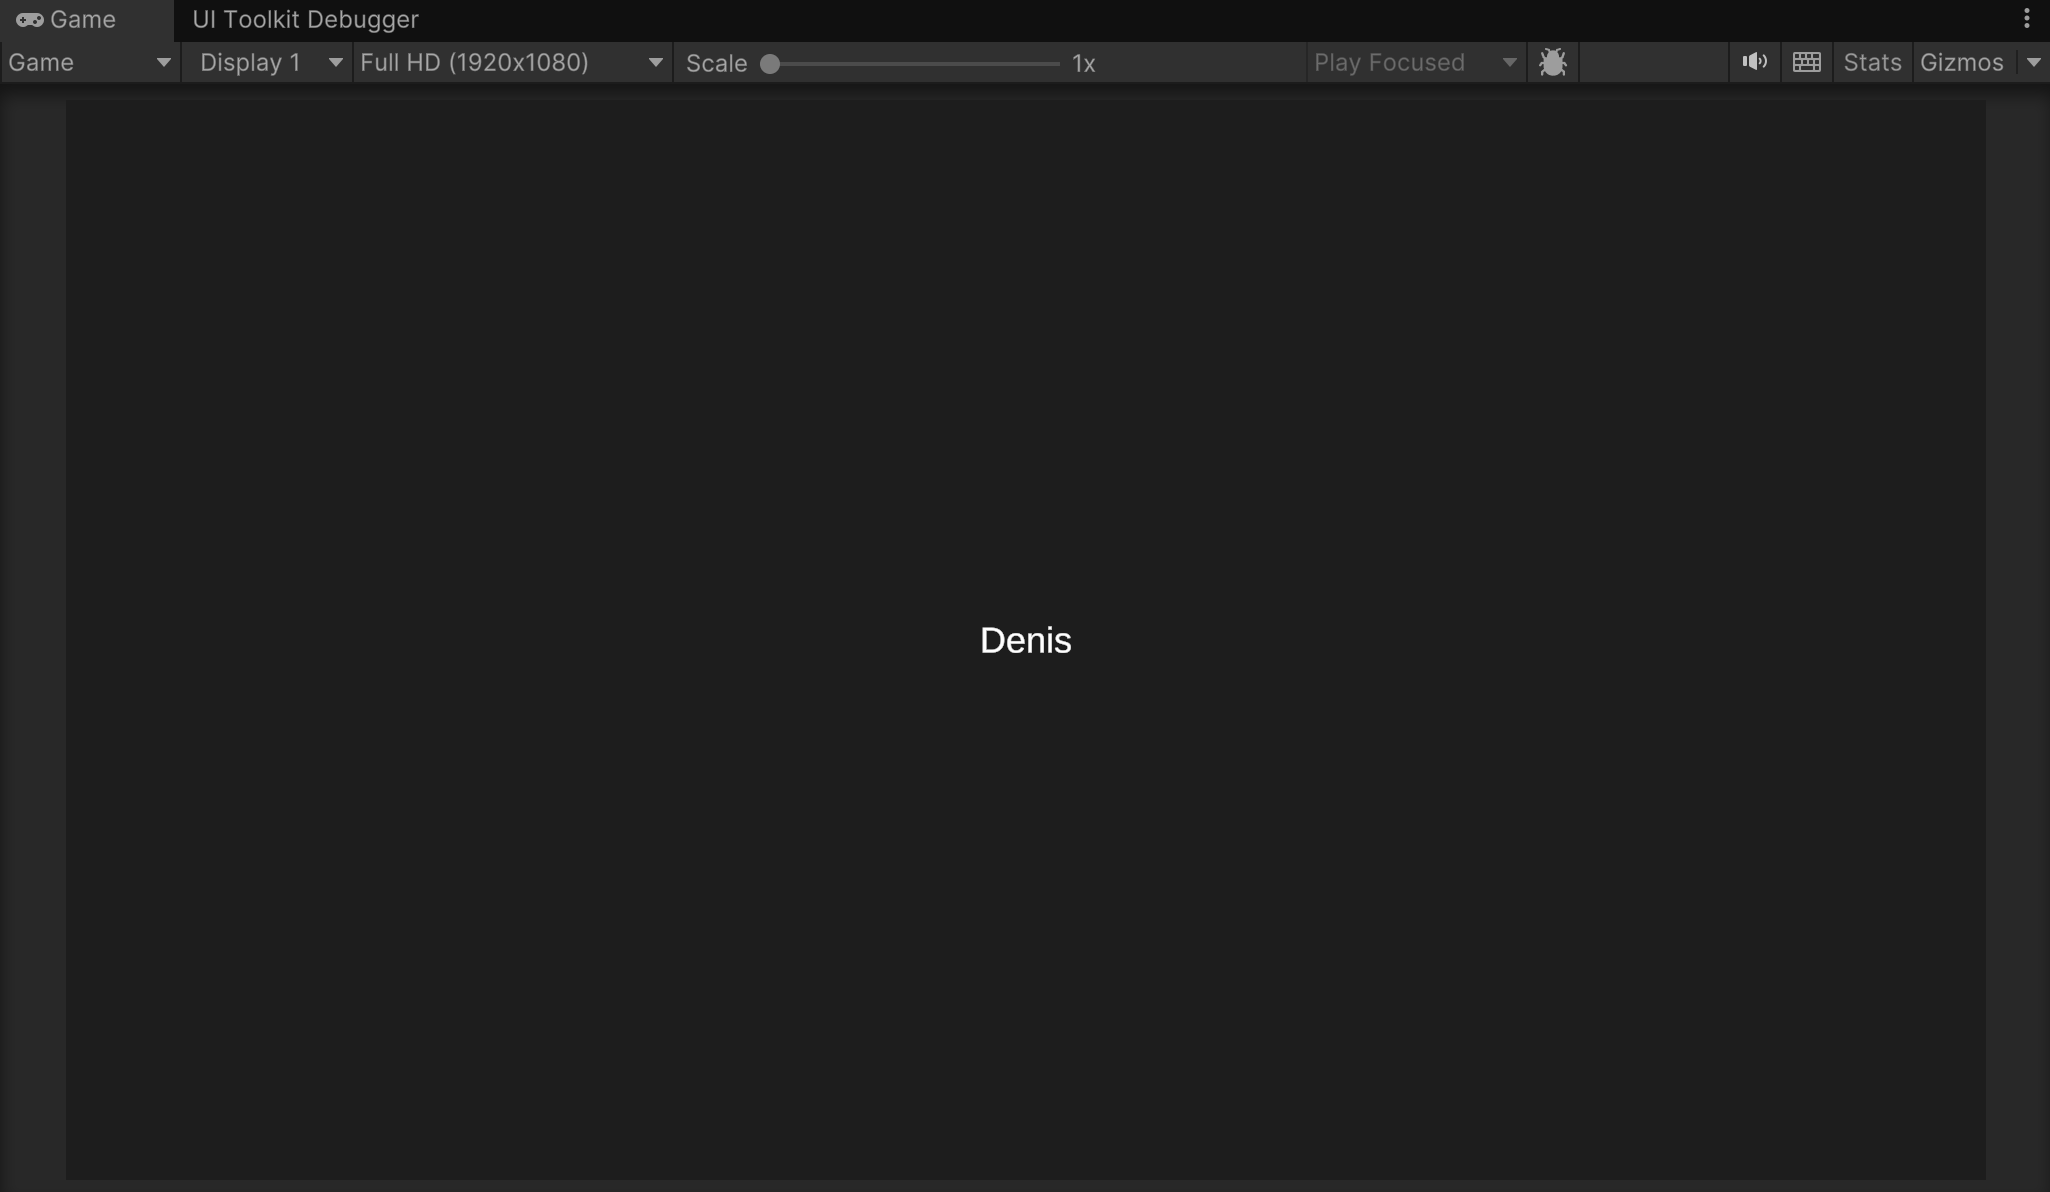 Game
UI Toolkit Debugger
Game
Display 1
Full HD (1920x1080)
Scale
1x
Play Focused
Stats
Gizmos
Denis